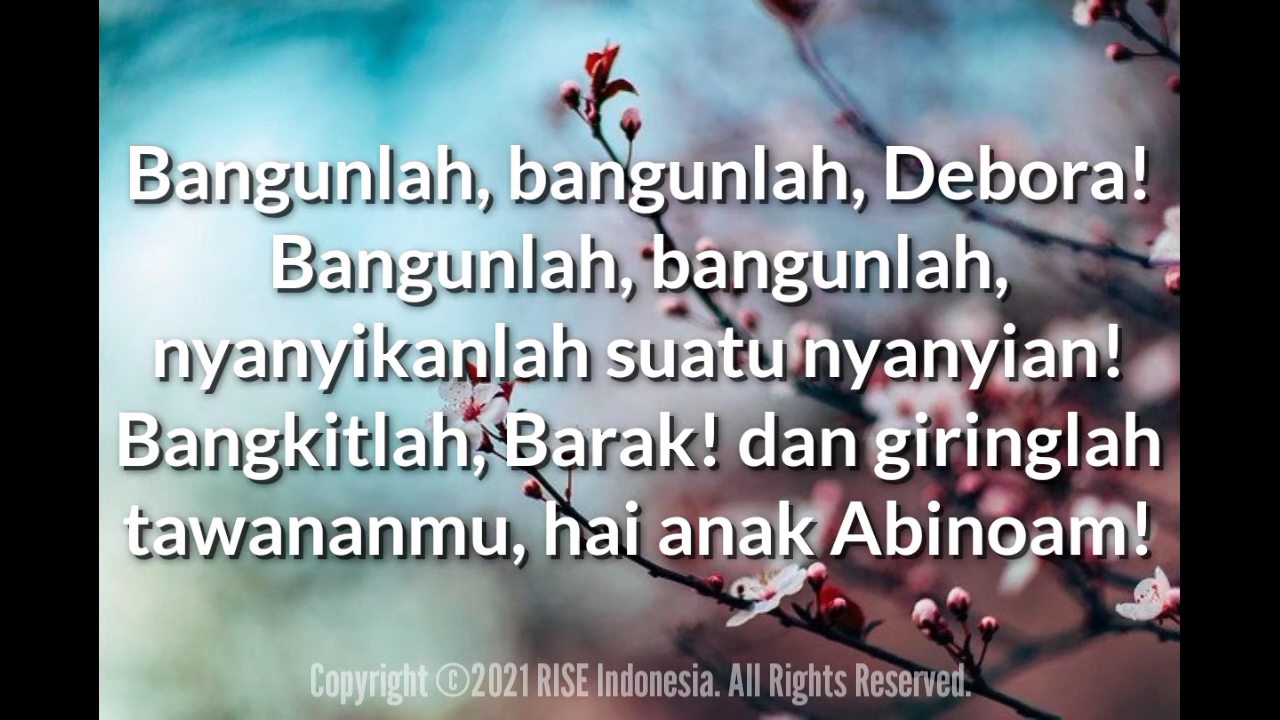 Bangunlah, bangunlah, Debora!
Bangunlah, bangunlah,
nyanyikanlah suatu nyanyian!
Bangkitlah, Barak! dan giringlah
tawananmu, hai anak Abinoam!
Copyright ©2021 RISE Indonesia. All Rights Reserved.